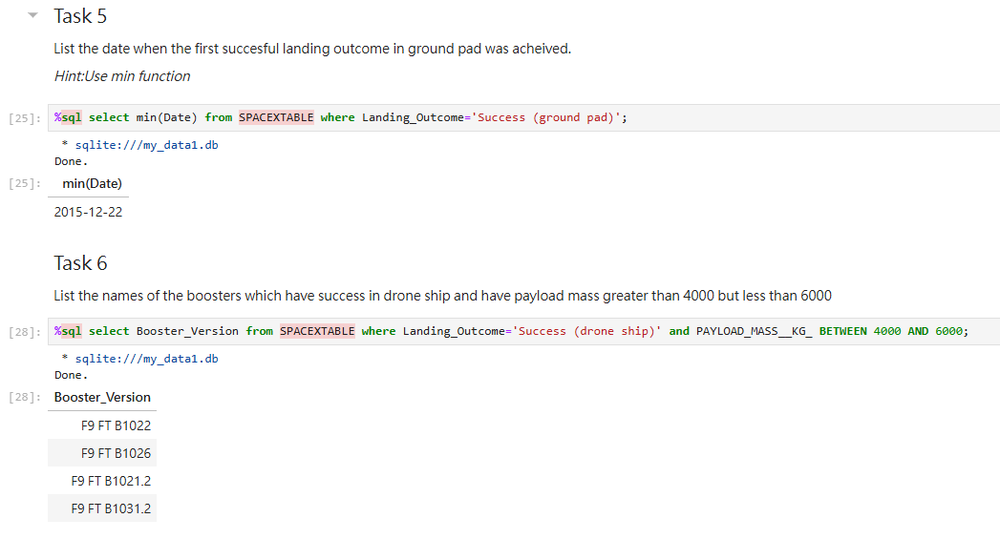 Task 5
List the date when the first succesful landing outcome in ground pad was acheived.
Hint:Use min function
[25]: %sql select min(Date) from SPACEXTABLE where Landing_Outcome='Success (ground pad)';
* sqlite:///my_data1.db
Done.
[25]: min(Date)
2015-12-22
Task 6
List the names of the boosters which have success in drone ship and have payload mass greater than 4000 but less than 6000
[28]: %sql select Booster_Version from SPACEXTABLE where Landing_Outcome='Success (drone ship)' and PAYLOAD_MASS__KG_ BETWEEN 4000 AND 6000;
* sqlite:///my_data1.db
Done.
[28]: Booster_Version
F9 FT B1022
F9 FT B1026
F9 FT B1021.2
F9 FT B1031.2